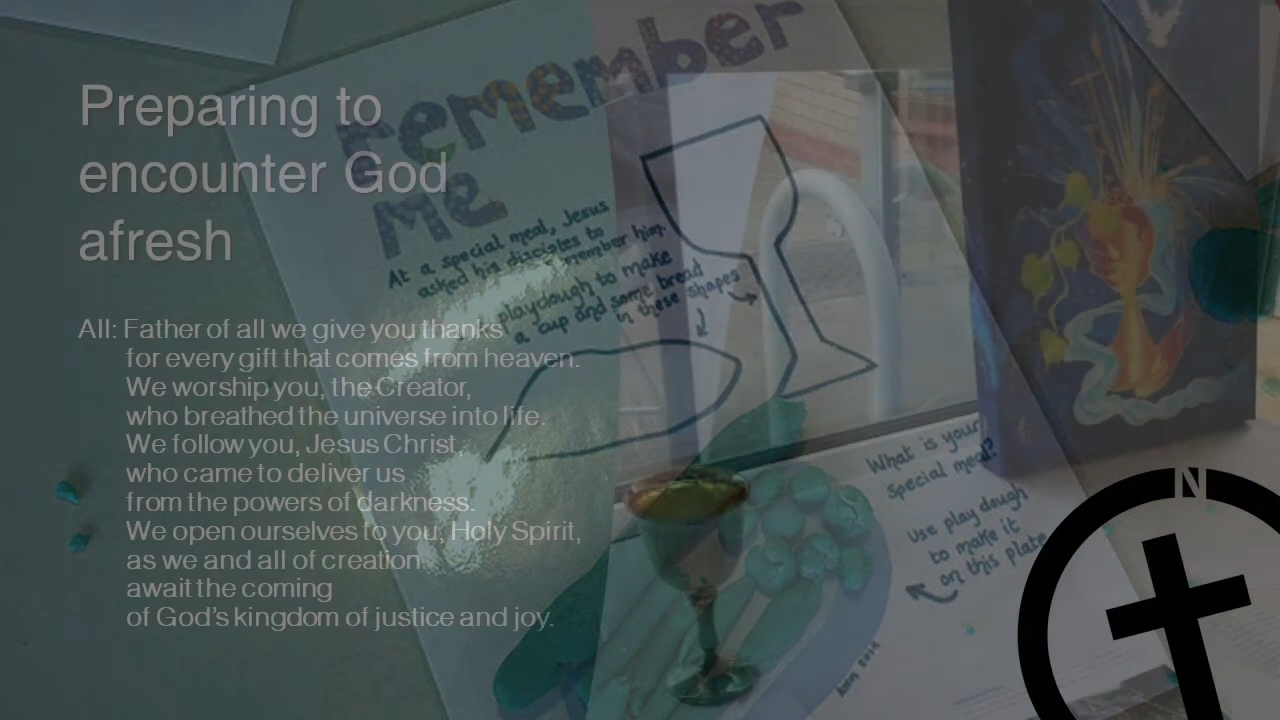 Preparing to
encounter God
afresh
All: Father of all we give you thanks
for every gift that comes from heaven.
We worship you, the Creator,
who breathed the universe into life.
We follow you, Jesus Christ,
who came to deliver us
from the powers of darkness.
We open ourselves to you, Holy Spirit,
as we and all of creation
await the coming
of God's kingdom of justice and joy.
remember
me
At a special meal, Jesus
asked his disciples to
remember him.
playdough to make
a cup and some bread
in these shapes
What is your
special meal?
Use playdough
to make it
on this plate
N